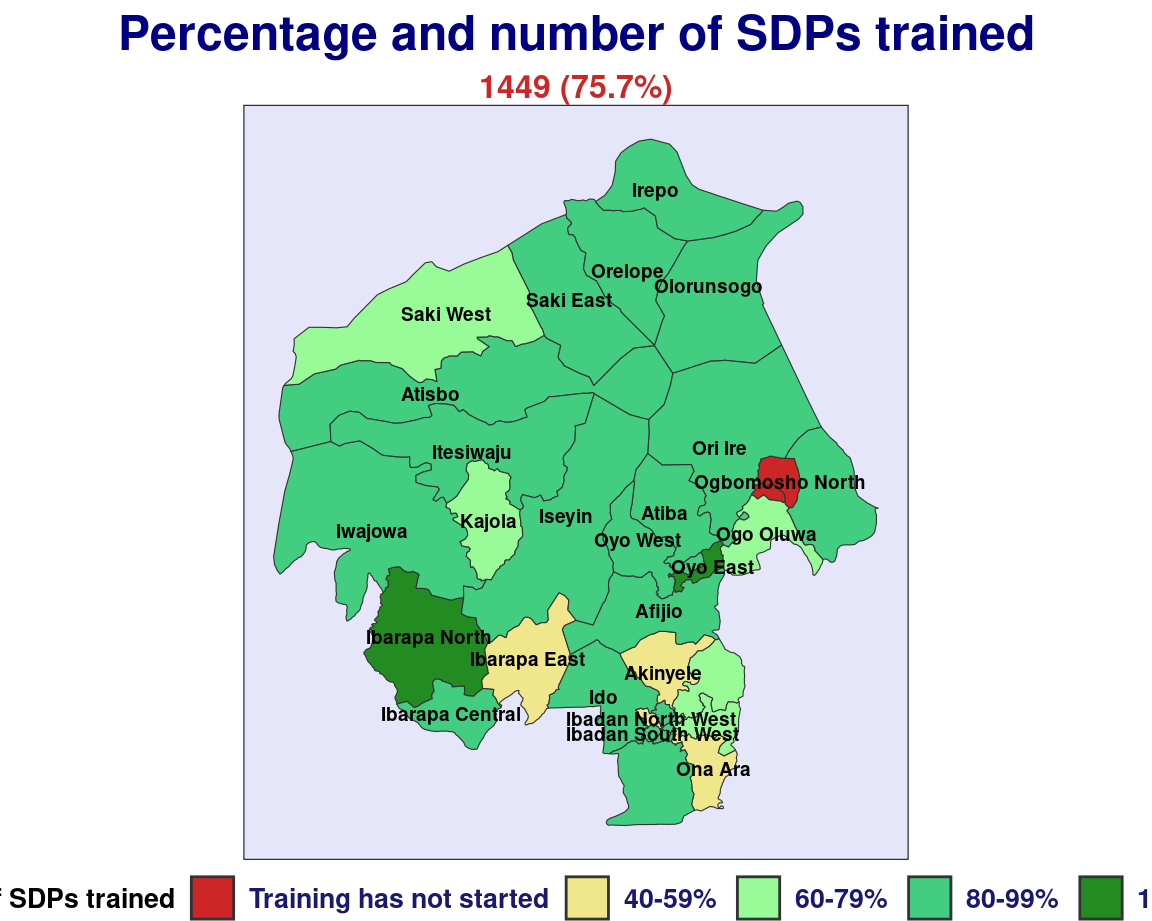 Percentage and number of SDPs trained
1449 (75.7%)
Irepo
Orelope
Olorunsogo
Saki East
Saki West
Atisbo
Itesiwaju
Ori Ire
Ogbomosho North
Kajola
Iseyin
Atiba
Iwajowa
Oyo West
Ogo Oluwa
Oyo East
Afijio
Ibarapa North
Ibarapa East
Akinyele
Ido
Ibarapa Central
Ibadan North West
Ibadan South West
Ona Ara
SDPs trained Training has not started 40-59% 60-79% 80-99% 1